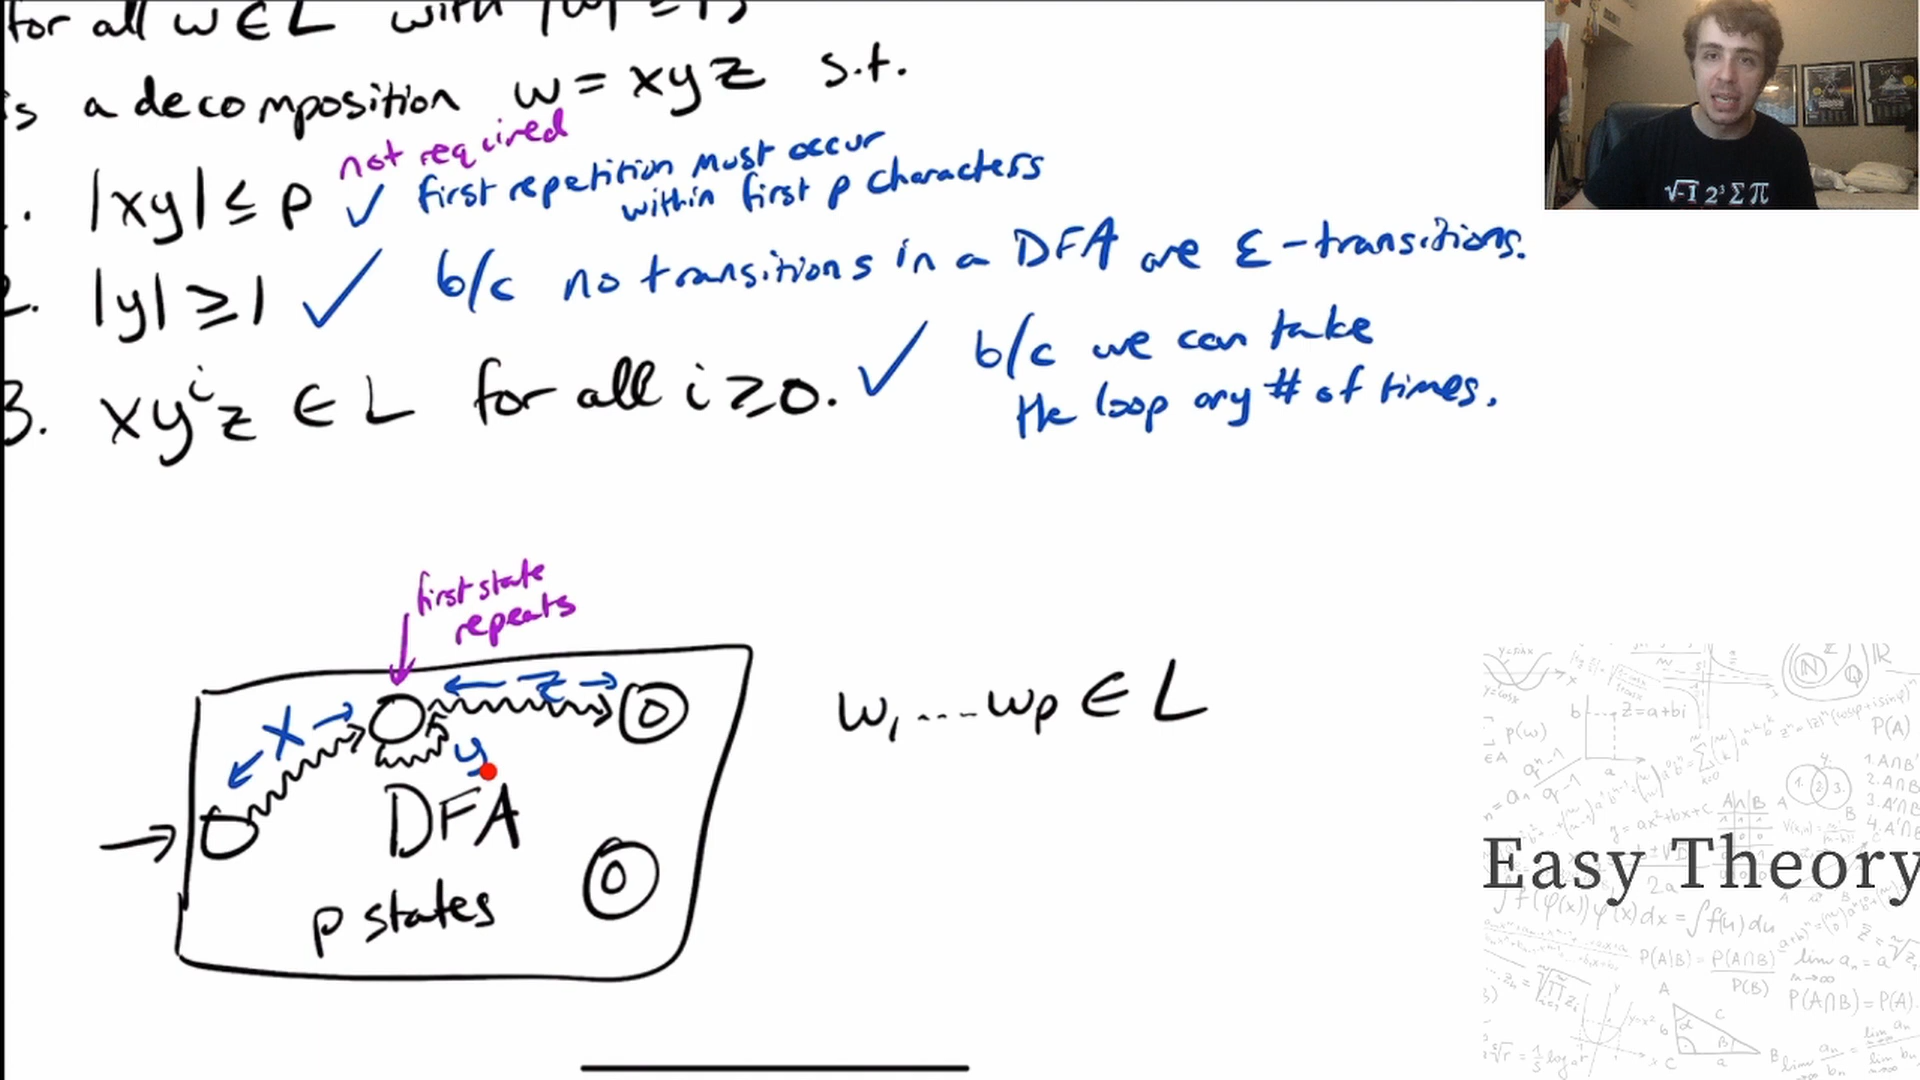 for all w ∈ L with |w| ≥ p,
is a decomposition w = xyz s.t.
not required
1. |xy| ≤ p ✓ first repetition must occur
within first p characters
2. |y| ≥ 1 ✓ b/c no transitions in a DFA are ε-transitions.
3. xyⁱz ∈ L for all i ≥ 0. ✓ b/c we can take
the loop any # of times.
first state
repeats
x
z
y
DFA
p states
w₁....wp ∈ L
√-1 2³ Σ π
Easy Theory